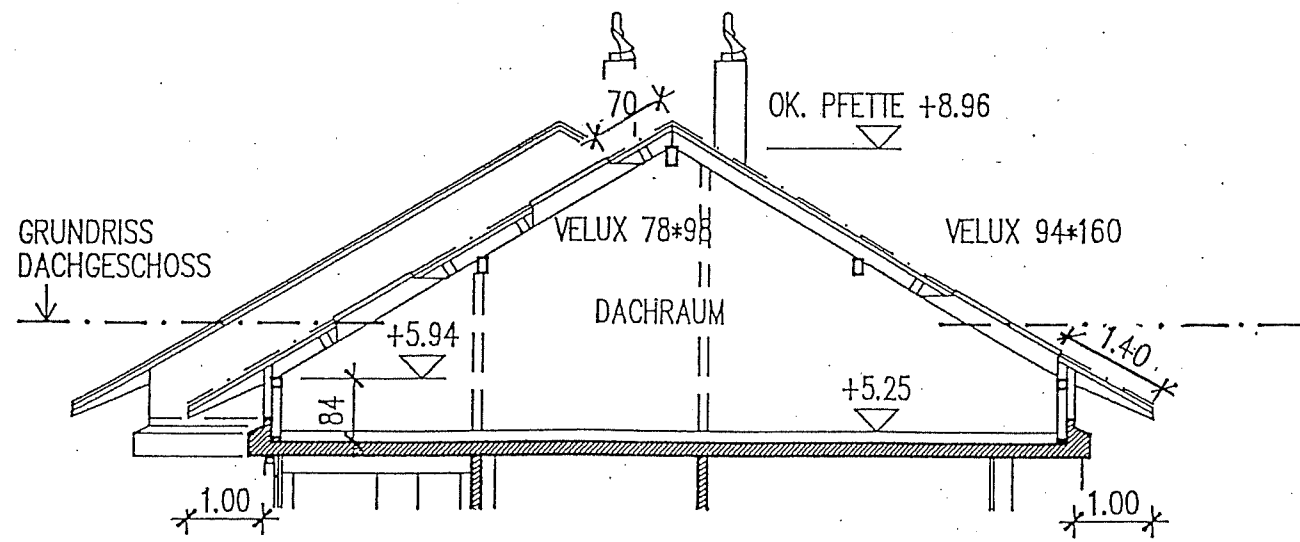 70
OK. PFETTE +8.96
GRUNDRISS
DACHGESCHOSS
VELUX 78*98
VELUX 94*160
DACHRAUM
+5.94
1.40
84
+5.25
1.00
1.00